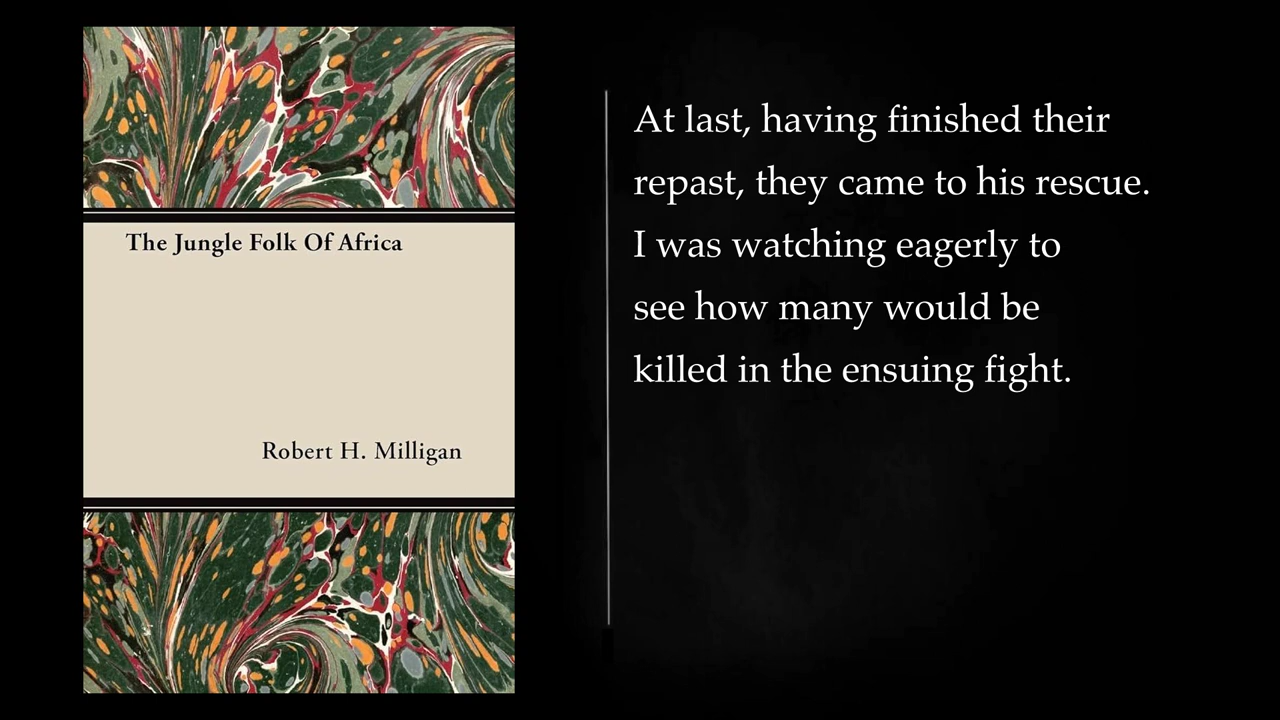 The Jungle Folk Of Africa
Robert H. Milligan
At last, having finished their
repast, they came to his rescue.
I was watching eagerly to
see how many would be
killed in the ensuing fight.